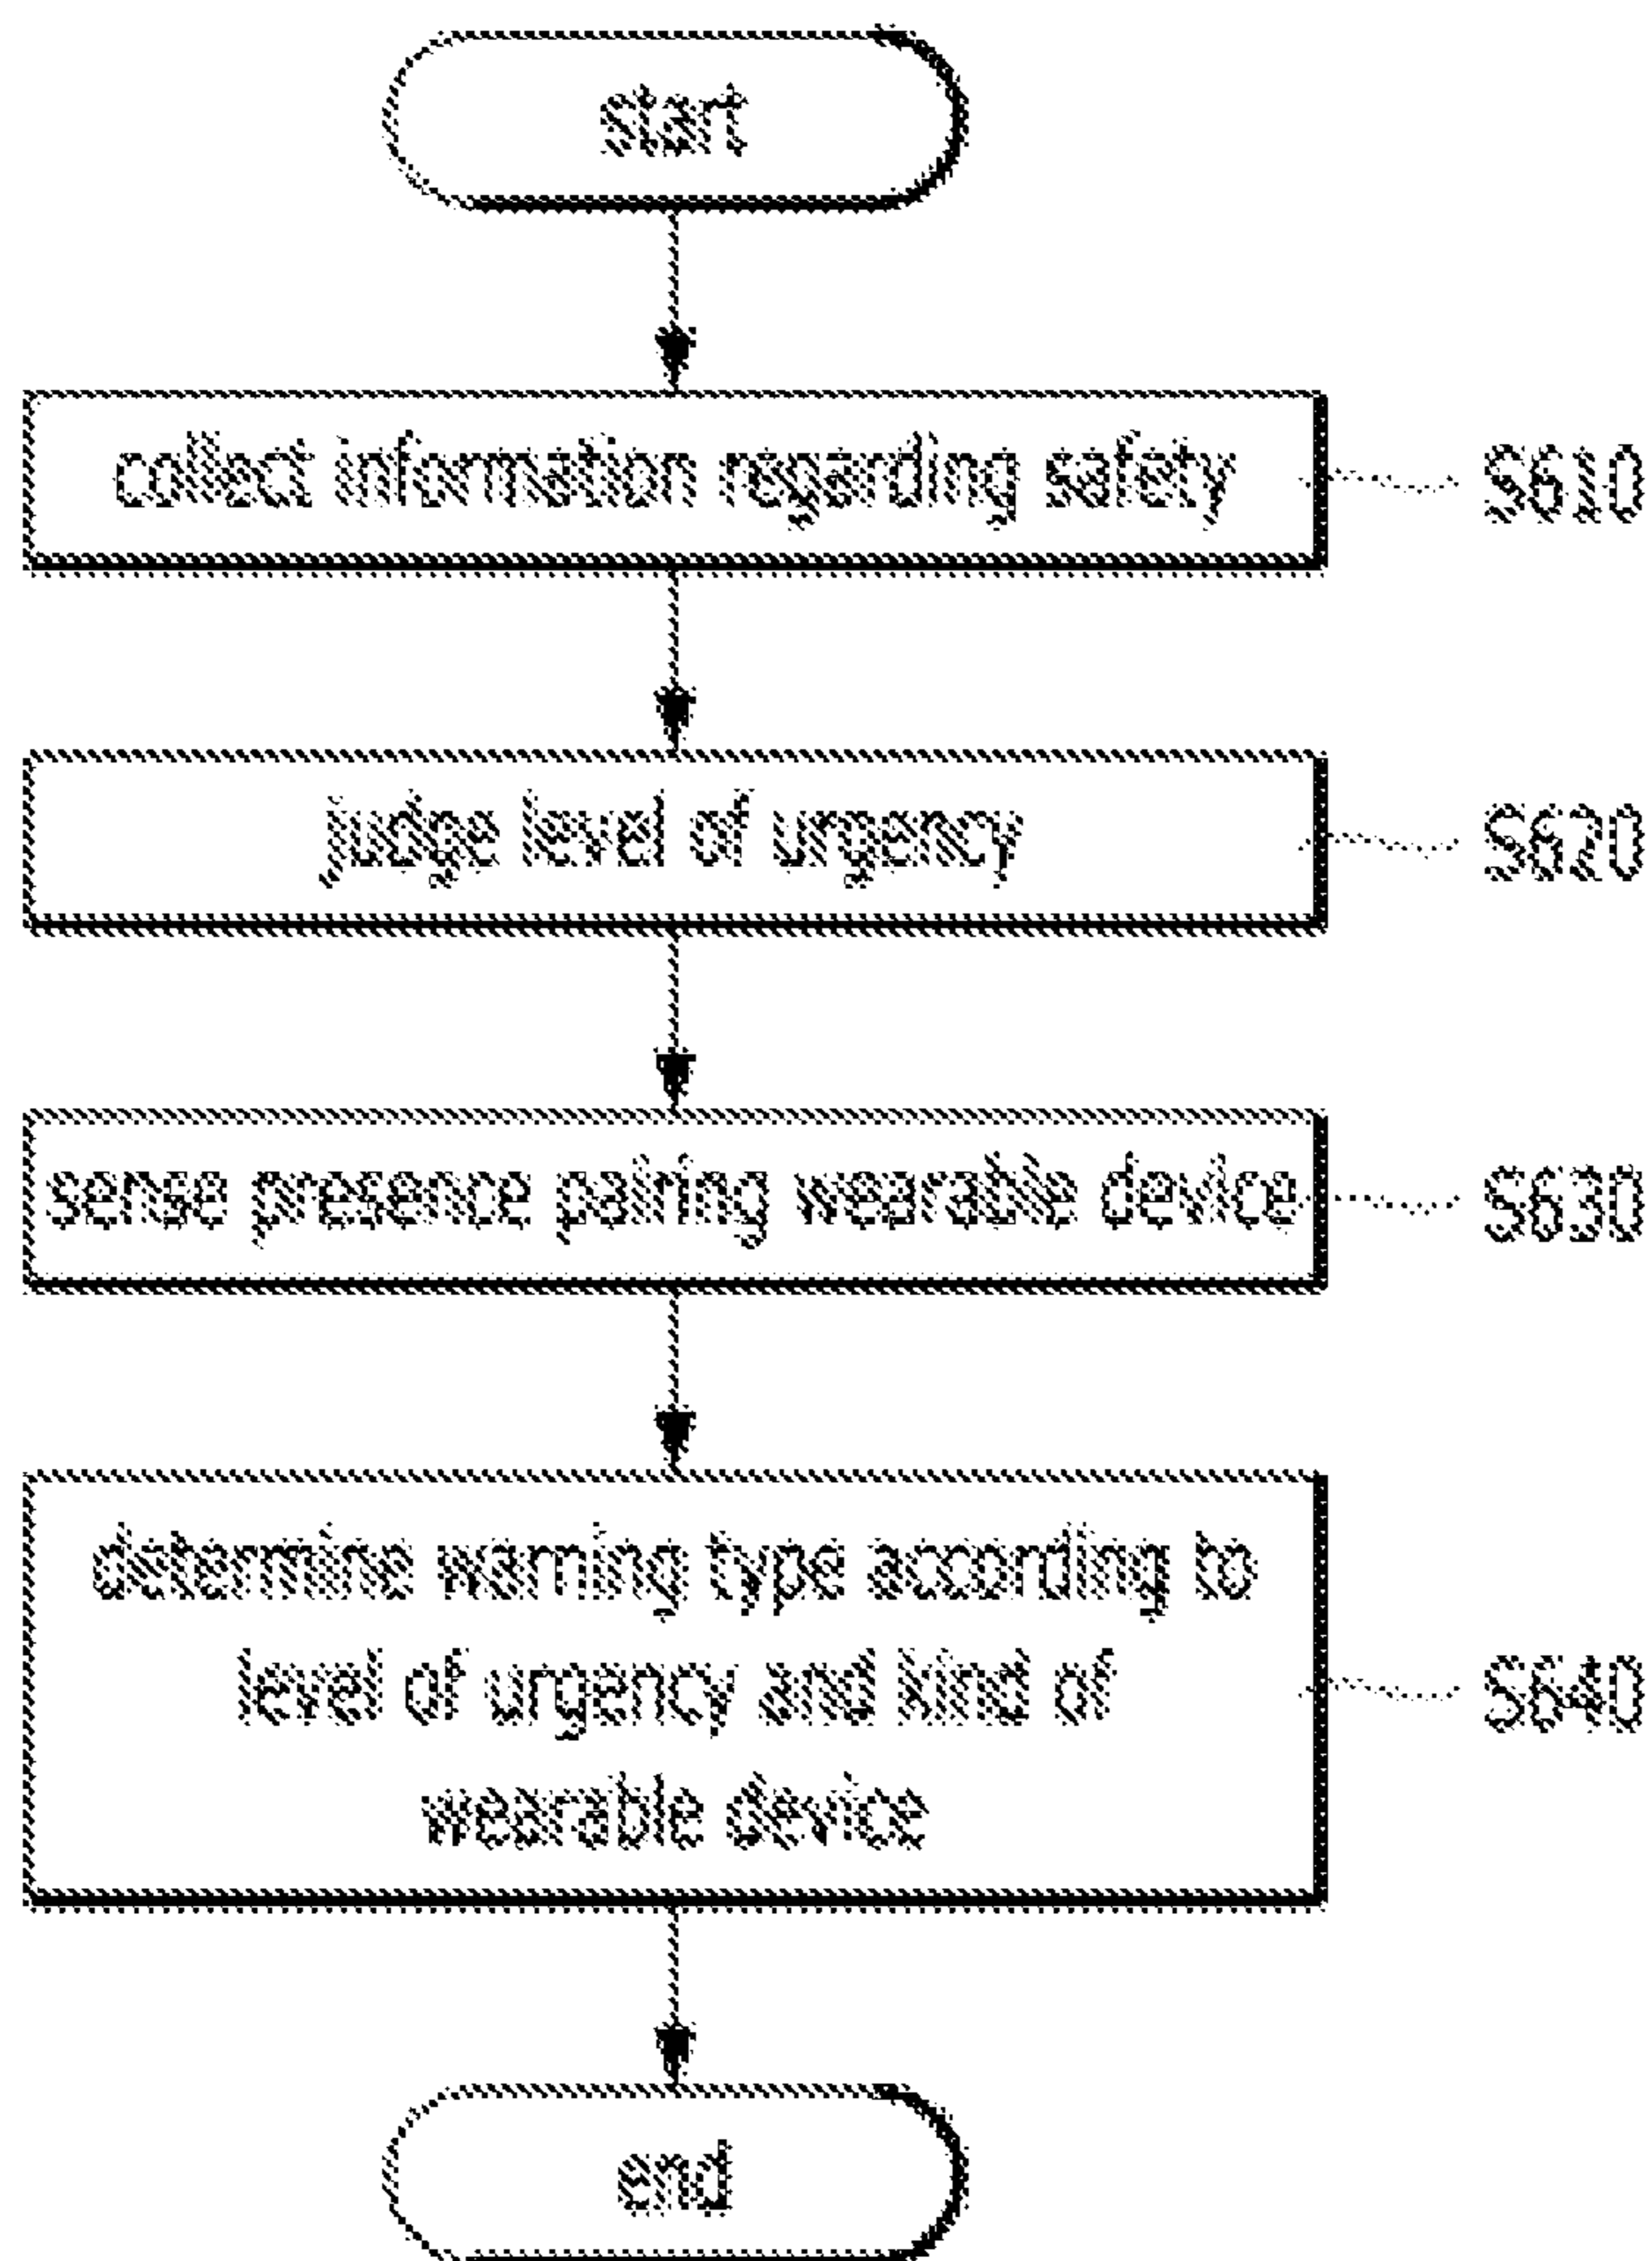 start
collect information regarding safety
S610
judge level of urgency
S620
sense presence pairing wearable device
S630
determine warning type according to
level of urgency and kind of
wearable device
S640
end